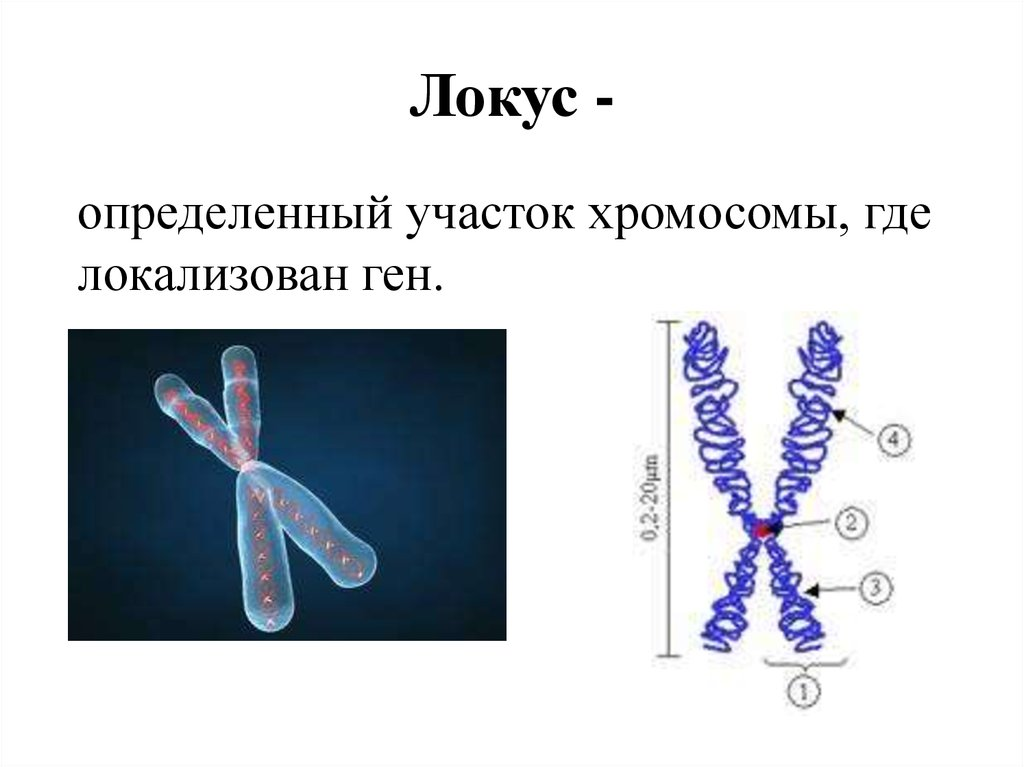 Локус -
определенный участок хромосомы, где
локализован ген.
0,2-20μm
4
2
3
1